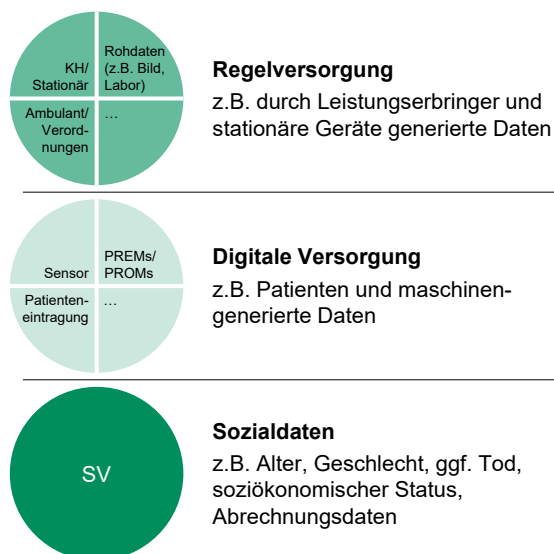 KH/
Stationär
Rohdaten
(z.B. Bild,
Labor)
Ambulant/
Verord-
nungen
…
Regelversorgung
z.B. durch Leistungserbringer und
stationäre Geräte generierte Daten
Sensor
PREMs/
PROMs
Patienten-
eintragung
…
Digitale Versorgung
z.B. Patienten und maschinen-
generierte Daten
SV
Sozialdaten
z.B. Alter, Geschlecht, ggf. Tod,
soziökonomischer Status,
Abrechnungsdaten